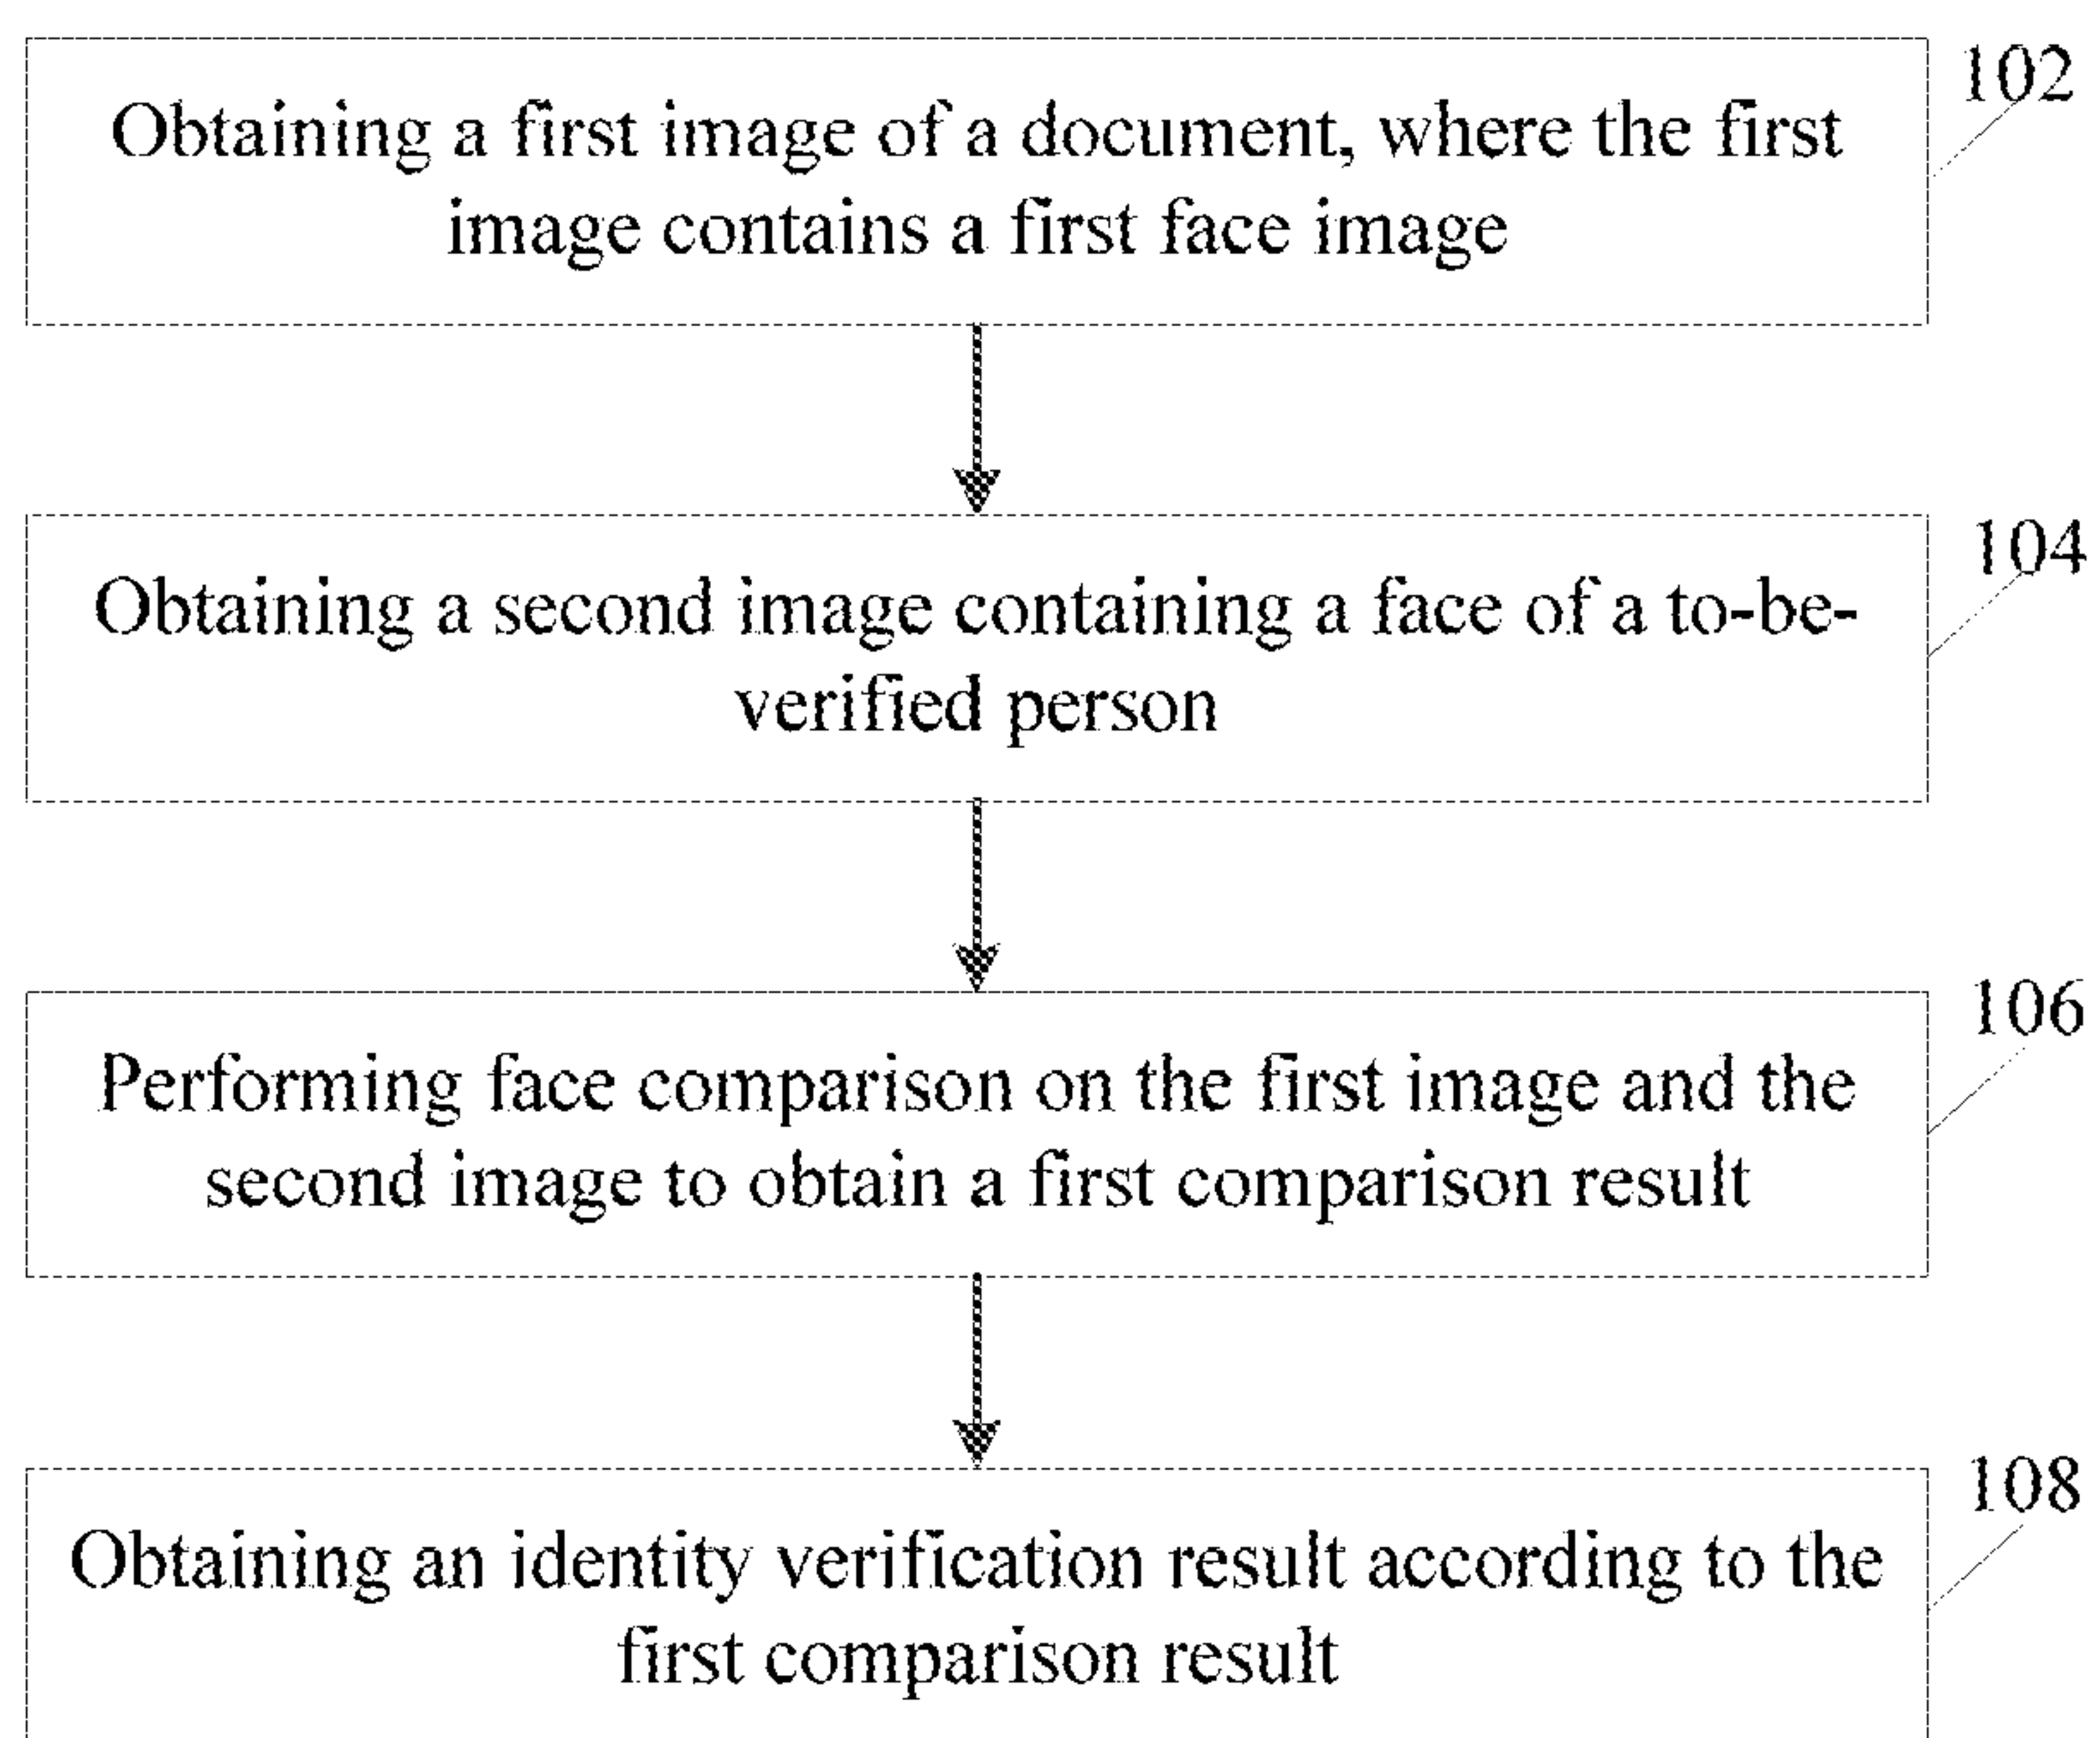 102
Obtaining a first image of a document, where the first
image contains a first face image
104
Obtaining a second image containing a face of a to-be-
verified person
106
Performing face comparison on the first image and the
second image to obtain a first comparison result
108
Obtaining an identity verification result according to the
first comparison result